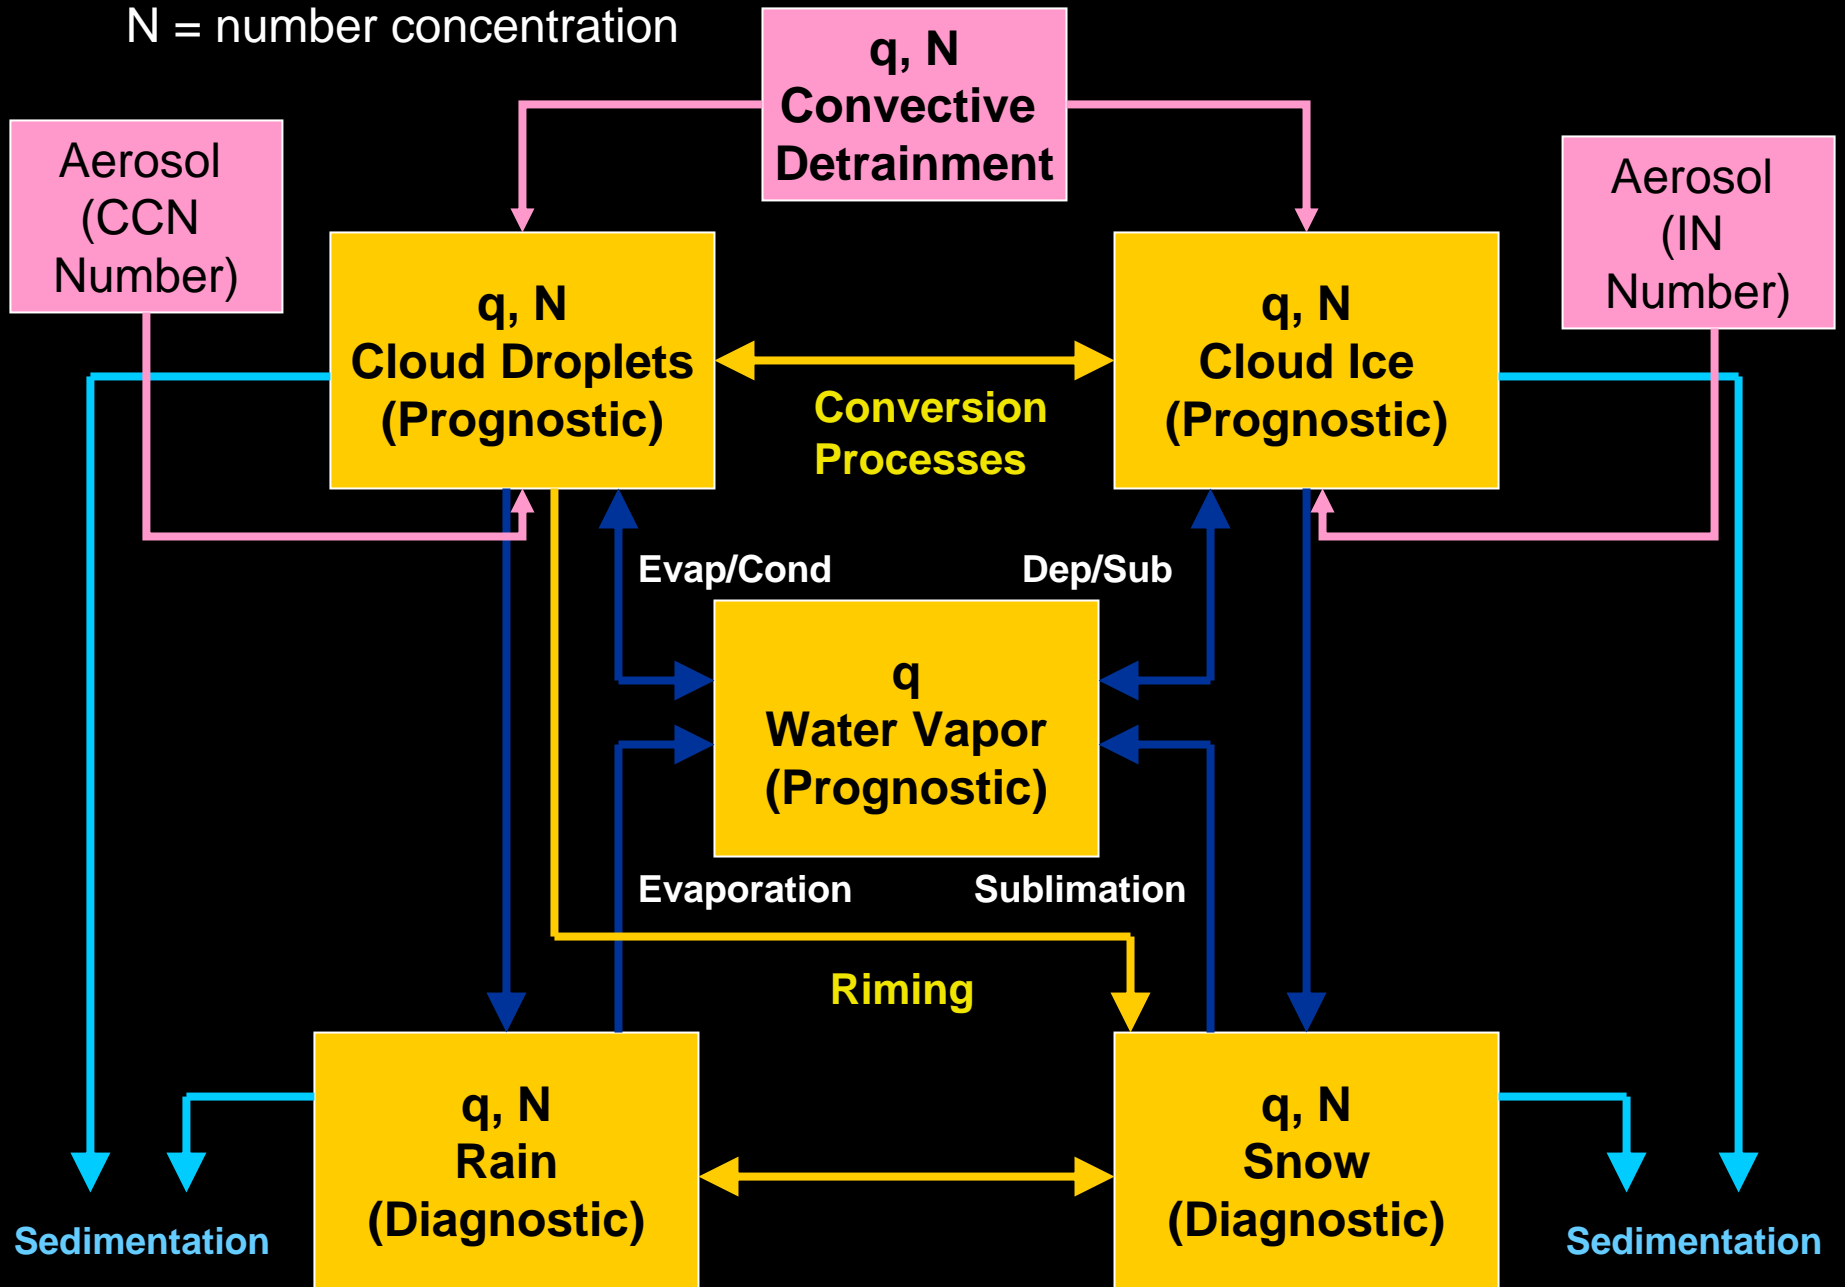 N = number concentration
q, N
Convective
Detrainment
Aerosol
(CCN
Number)
Aerosol
(IN
Number)
q, N
Cloud Droplets
(Prognostic)
q, N
Cloud Ice
(Prognostic)
Conversion
Processes
Evap/Cond
Dep/Sub
q
Water Vapor
(Prognostic)
Evaporation
Sublimation
Riming
q, N
Rain
(Diagnostic)
q, N
Snow
(Diagnostic)
Sedimentation
Sedimentation